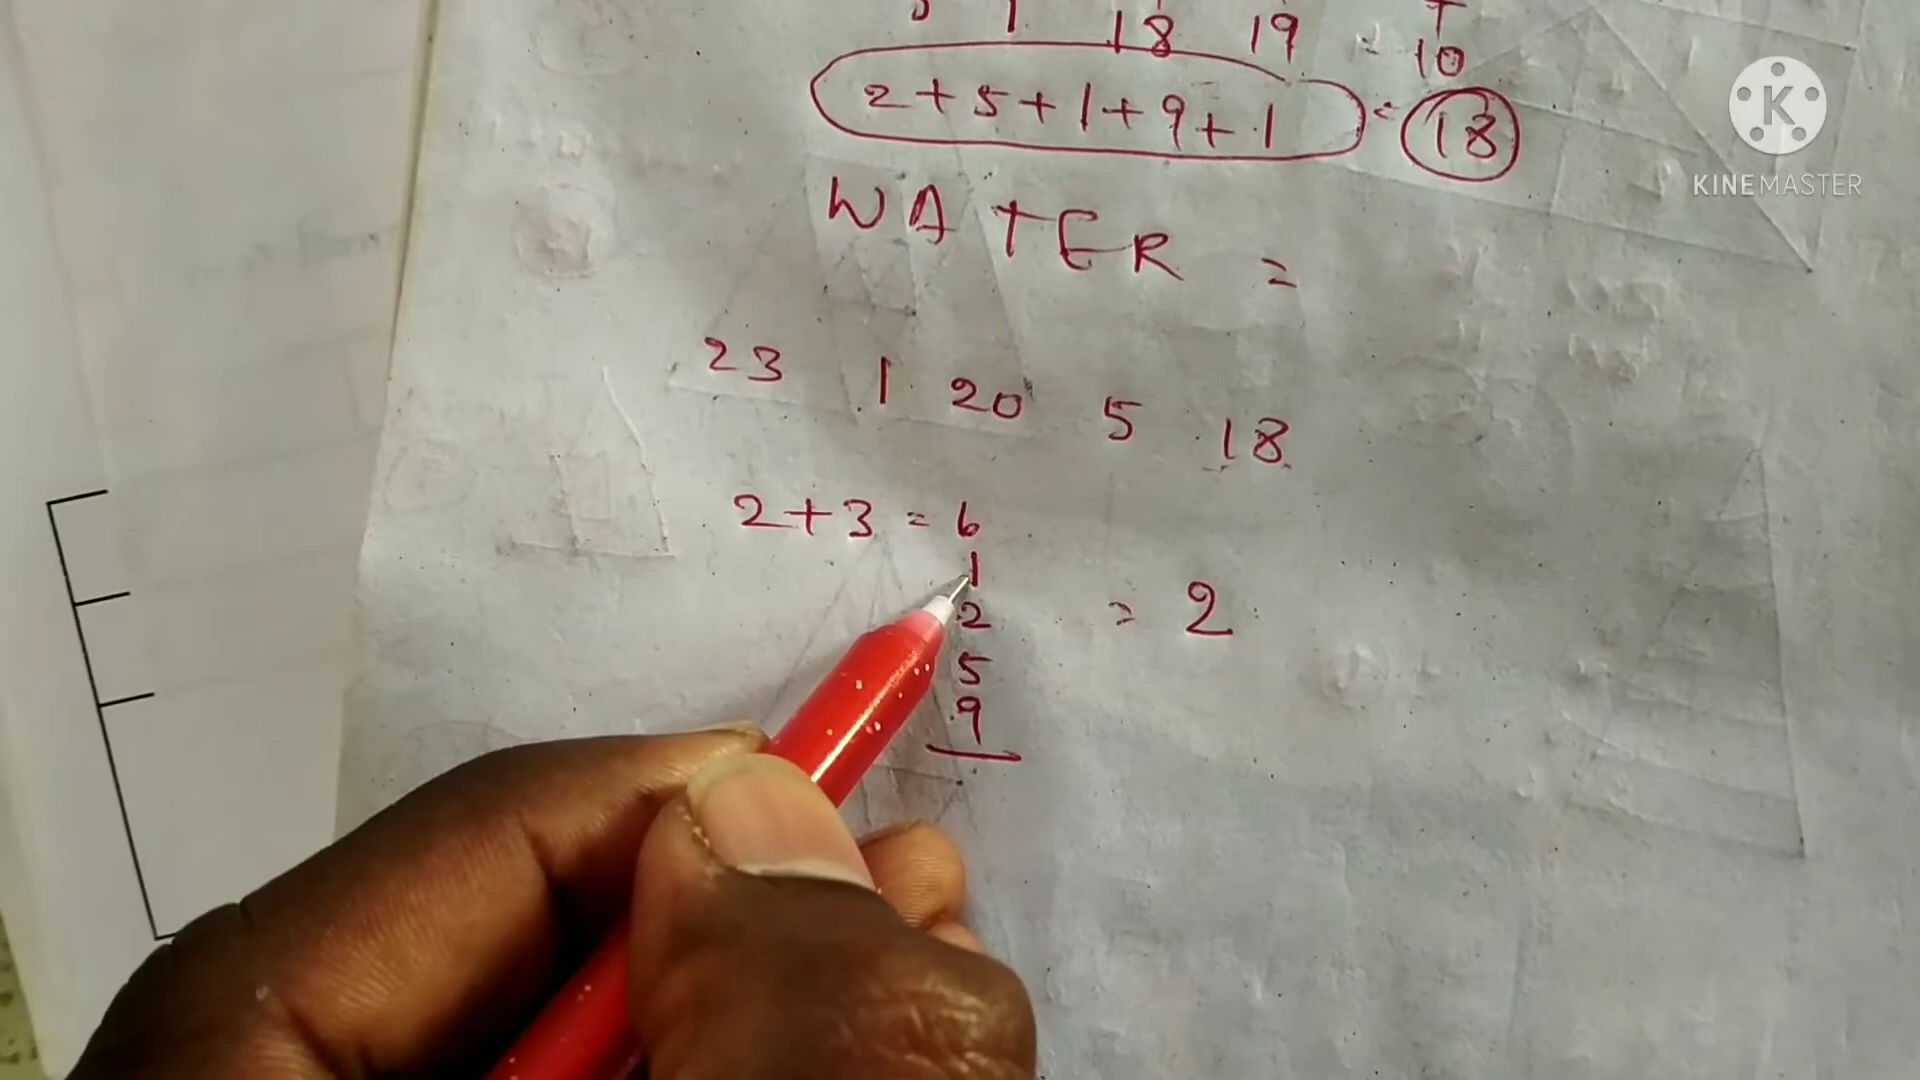 1 18 19 = 10
2+5+1+9+1 = 18
KINEMASTER
WATER =
23 1 20 5 18
2+3 = 6
1
2 = 2
5
9